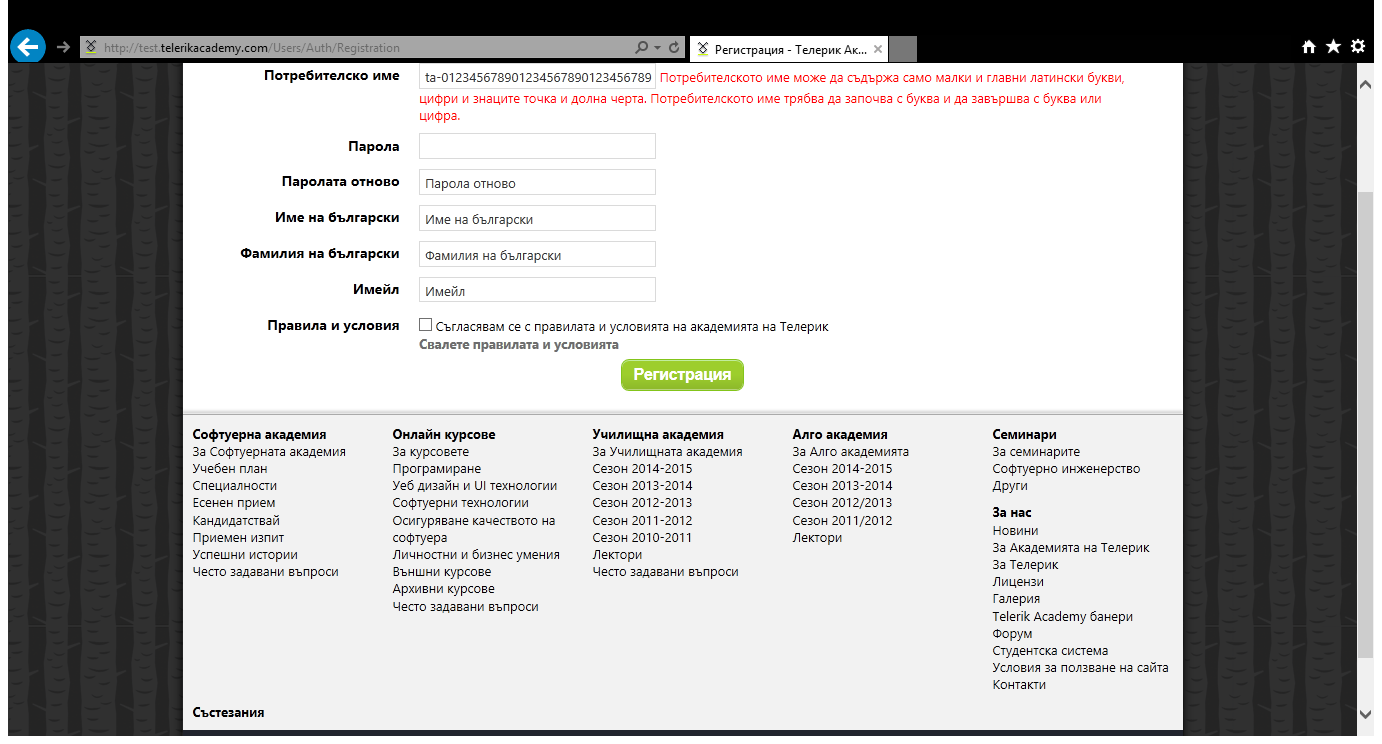 http://test.telerikacademy.com/Users/Auth/Registration
Регистрация - Телерик Ак...
Потребителско име
ta-012345678901234567890123456789
Потребителското име може да съдържа само малки и главни латински букви,
цифри и знаците точка и долна черта. Потребителското име трябва да започва с буква и да завършва с буква или
цифра.
Парола
Паролата отново
Парола отново
Име на български
Име на български
Фамилия на български
Фамилия на български
Имейл
Имейл
Правила и условия
Съгласявам се с правилата и условията на академията на Телерик
Свалете правилата и условията
Регистрация
Софтуерна академия
За Софтуерната академия
Учебен план
Специалности
Есенен прием
Кандидатствай
Приемен изпит
Успешни истории
Често задавани въпроси
Онлайн курсове
За курсовете
Програмиране
Уеб дизайн и UI технологии
Софтуерни технологии
Осигуряване качеството на
софтуера
Личностни и бизнес умения
Външни курсове
Архивни курсове
Често задавани въпроси
Училищна академия
За Училищната академия
Сезон 2014-2015
Сезон 2013-2014
Сезон 2012-2013
Сезон 2011-2012
Сезон 2010-2011
Лектори
Често задавани въпроси
Алго академия
За Алго академията
Сезон 2014-2015
Сезон 2013-2014
Сезон 2012/2013
Сезон 2011/2012
Лектори
Семинари
За семинарите
Софтуерно инженерство
Други
За нас
Новини
За Академията на Телерик
За Телерик
Лицензи
Галерия
Telerik Academy банери
Форум
Студентска система
Условия за ползване на сайта
Контакти
Състезания